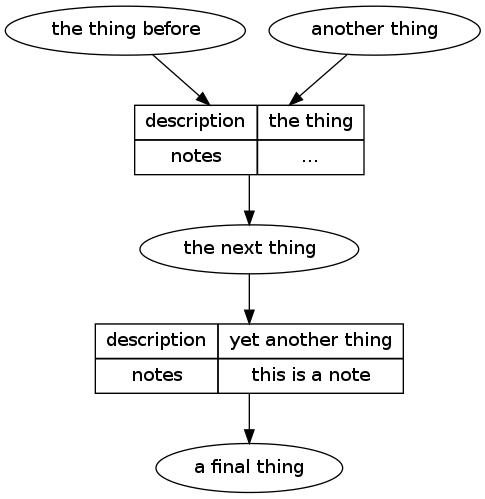 the thing before
another thing
description the thing
notes ...
the next thing
description yet another thing
notes this is a note
a final thing